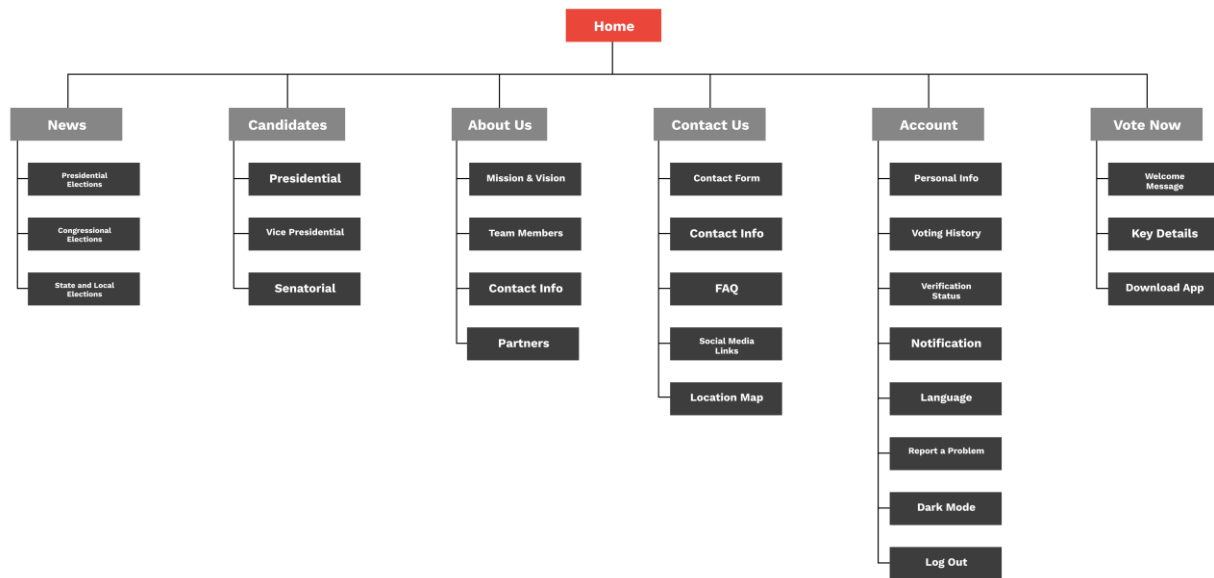 Home
News
Candidates
About Us
Contact Us
Account
Vote Now
Presidential
Elections
Congressional
Elections
State and Local
Elections
Presidential
Vice Presidential
Senatorial
Mission & Vision
Team Members
Contact Info
Partners
Contact Form
Contact Info
FAQ
Social Media
Links
Location Map
Personal Info
Voting History
Verification
Status
Notification
Language
Report a Problem
Dark Mode
Log Out
Welcome
Message
Key Details
Download App